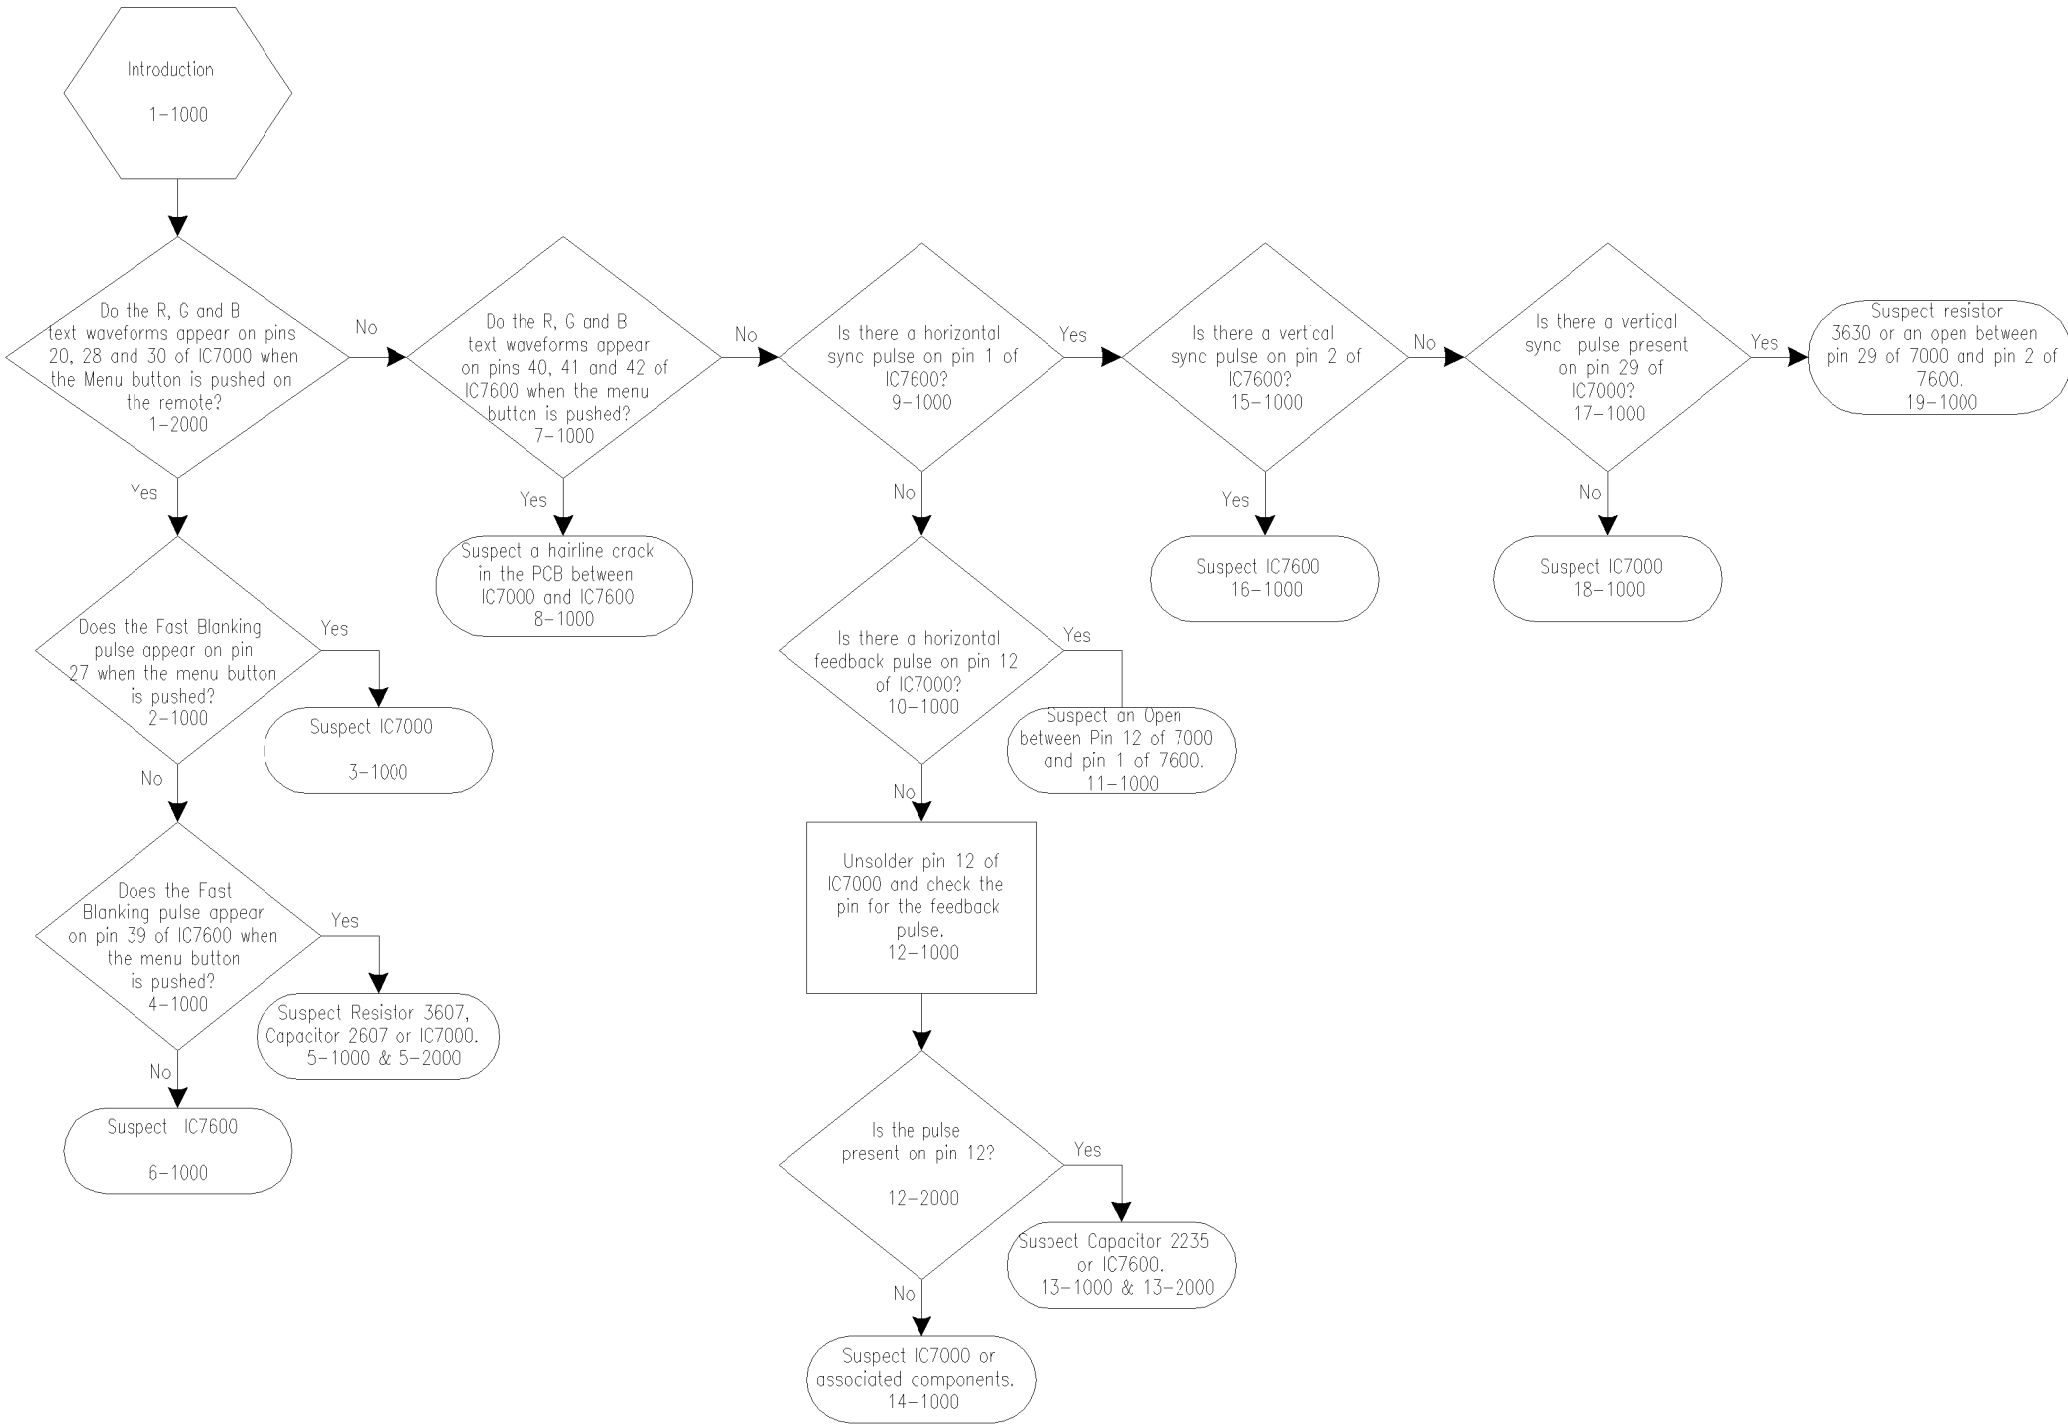 Introduction
1-1000
Do the R, G and B
text waveforms appear on pins
20, 28 and 30 of IC7000 when
the Menu button is pushed on
the remote?
1-2000
No
Yes
Do the R, G and B
text waveforms appear
on pins 40, 41 and 42 of
IC7600 when the menu
button is pushed?
7-1000
No
Yes
Suspect a hairline crack
in the PCB between
IC7000 and IC7600
8-1000
Is there a horizontal
sync pulse on pin 1 of
IC7600?
9-1000
Yes
No
Is there a vertical
sync pulse on pin 2 of
IC7600?
15-1000
No
Yes
Suspect IC7600
16-1000
Is there a vertical
sync pulse present
on pin 29 of
IC7000?
17-1000
Yes
No
Suspect IC7000
18-1000
Suspect resistor
3630 or an open between
pin 29 of 7000 and pin 2 of
7600.
19-1000
Does the Fast Blanking
pulse appear on pin
27 when the menu button
is pushed?
2-1000
Yes
No
Suspect IC7000
3-1000
Does the Fast
Blanking pulse appear
on pin 39 of IC7600 when
the menu button
is pushed?
4-1000
Yes
No
Suspect Resistor 3607,
Capacitor 2607 or IC7000.
5-1000 & 5-2000
Suspect IC7600
6-1000
Is there a horizontal
feedback pulse on pin 12
of IC7000?
10-1000
Yes
No
Suspect an Open
between Pin 12 of 7000
and pin 1 of 7600.
11-1000
Unsolder pin 12 of
IC7000 and check the
pin for the feedback
pulse.
12-1000
Is the pulse
present on pin 12?
12-2000
Yes
No
Suspect Capacitor 2235
or IC7600.
13-1000 & 13-2000
Suspect IC7000 or
associated components.
14-1000